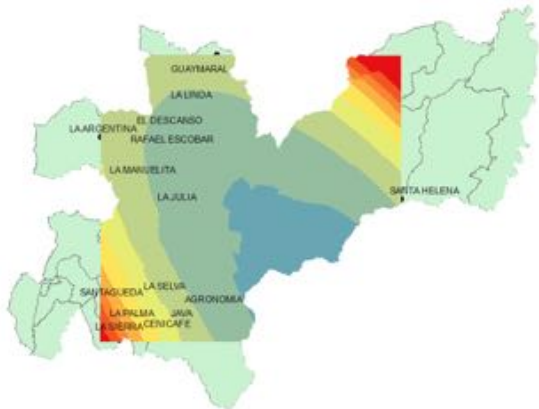 GUAYMARAL
LA LINDA
EL DESCANSO
LA ARGENTINA
RAFAEL ESCOBAR
LA MANUELITA
SANTA HELENA
LA JULIA
LA SELVA
SANTAGUEDA
AGRONOMIA
LA PALMA JAVA
LA SIERRA CENICAFE